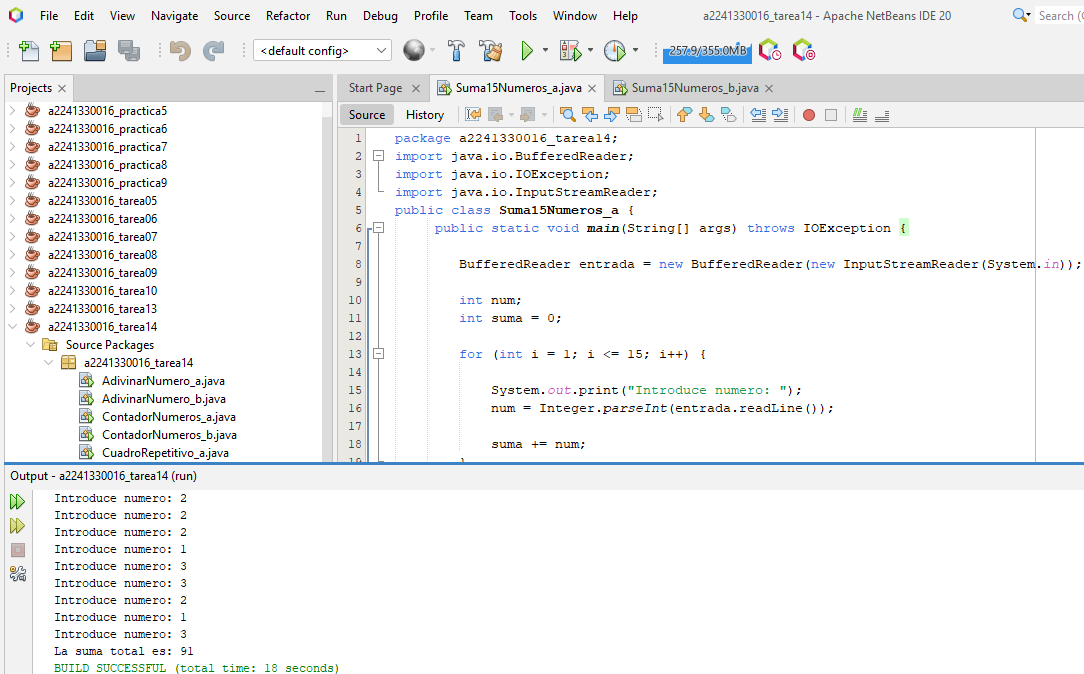 File Edit View Navigate Source Refactor Run Debug Profile Team Tools Window Help
a2241330016_tarea14 - Apache NetBeans IDE 20
Search (
<default config>
257.9/355.0MB
Projects
a2241330016_practica5
a2241330016_practica6
a2241330016_practica7
a2241330016_practica8
a2241330016_practica9
a2241330016_tarea05
a2241330016_tarea06
a2241330016_tarea07
a2241330016_tarea08
a2241330016_tarea09
a2241330016_tarea10
a2241330016_tarea13
a2241330016_tarea14
Source Packages
a2241330016_tarea14
AdivinarNumero_a.java
AdivinarNumero_b.java
ContadorNumeros_a.java
ContadorNumeros_b.java
CuadroRepetitivo_a.java
Start Page Suma15Numeros_a.java Suma15Numeros_b.java
Source History
1 package a2241330016_tarea14;
2 import java.io.BufferedReader;
3 import java.io.IOException;
4 import java.io.InputStreamReader;
5 public class Suma15Numeros_a {
6 public static void main(String[] args) throws IOException {
7
8 BufferedReader entrada = new BufferedReader(new InputStreamReader(System.in));
9
10 int num;
11 int suma = 0;
12
13 for (int i = 1; i <= 15; i++) {
14
15 System.out.print("Introduce numero: ");
16 num = Integer.parseInt(entrada.readLine());
17
18 suma += num;
19 }
Output - a2241330016_tarea14 (run)
Introduce numero: 2
Introduce numero: 2
Introduce numero: 2
Introduce numero: 1
Introduce numero: 3
Introduce numero: 3
Introduce numero: 2
Introduce numero: 1
Introduce numero: 3
La suma total es: 91
BUILD SUCCESSFUL (total time: 18 seconds)